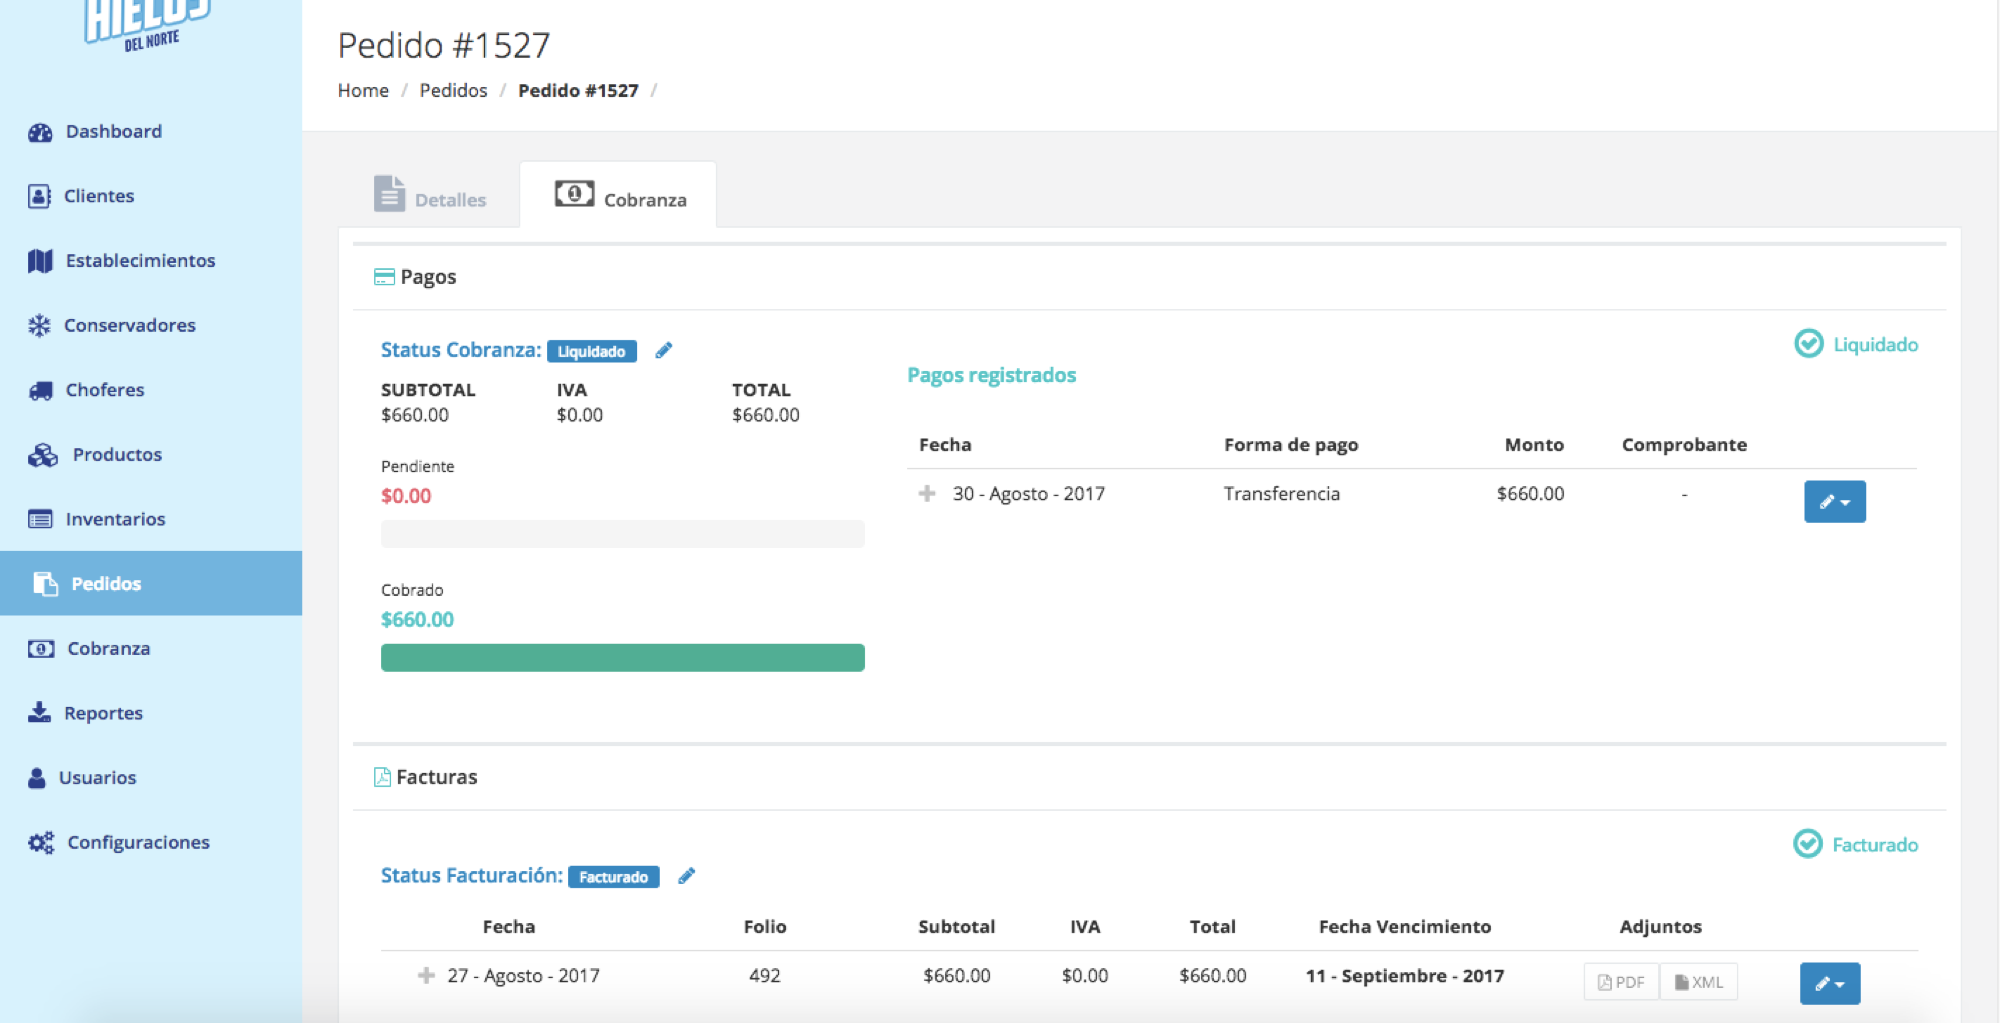 HIELOS
DEL NORTE
Dashboard
Clientes
Establecimientos
Conservadores
Choferes
Productos
Inventarios
Pedidos
Cobranza
Reportes
Usuarios
Configuraciones
Pedido #1527
Home / Pedidos / Pedido #1527 /
Detalles
Cobranza
Pagos
Status Cobranza: Liquidado
Liquidado
SUBTOTAL IVA TOTAL
$660.00 $0.00 $660.00
Pendiente
$0.00
Cobrado
$660.00
Pagos registrados
Fecha Forma de pago Monto Comprobante
30 - Agosto - 2017 Transferencia $660.00 -
Facturas
Facturado
Status Facturación: Facturado
Fecha Folio Subtotal IVA Total Fecha Vencimiento Adjuntos
27 - Agosto - 2017 492 $660.00 $0.00 $660.00 11 - Septiembre - 2017 PDF XML